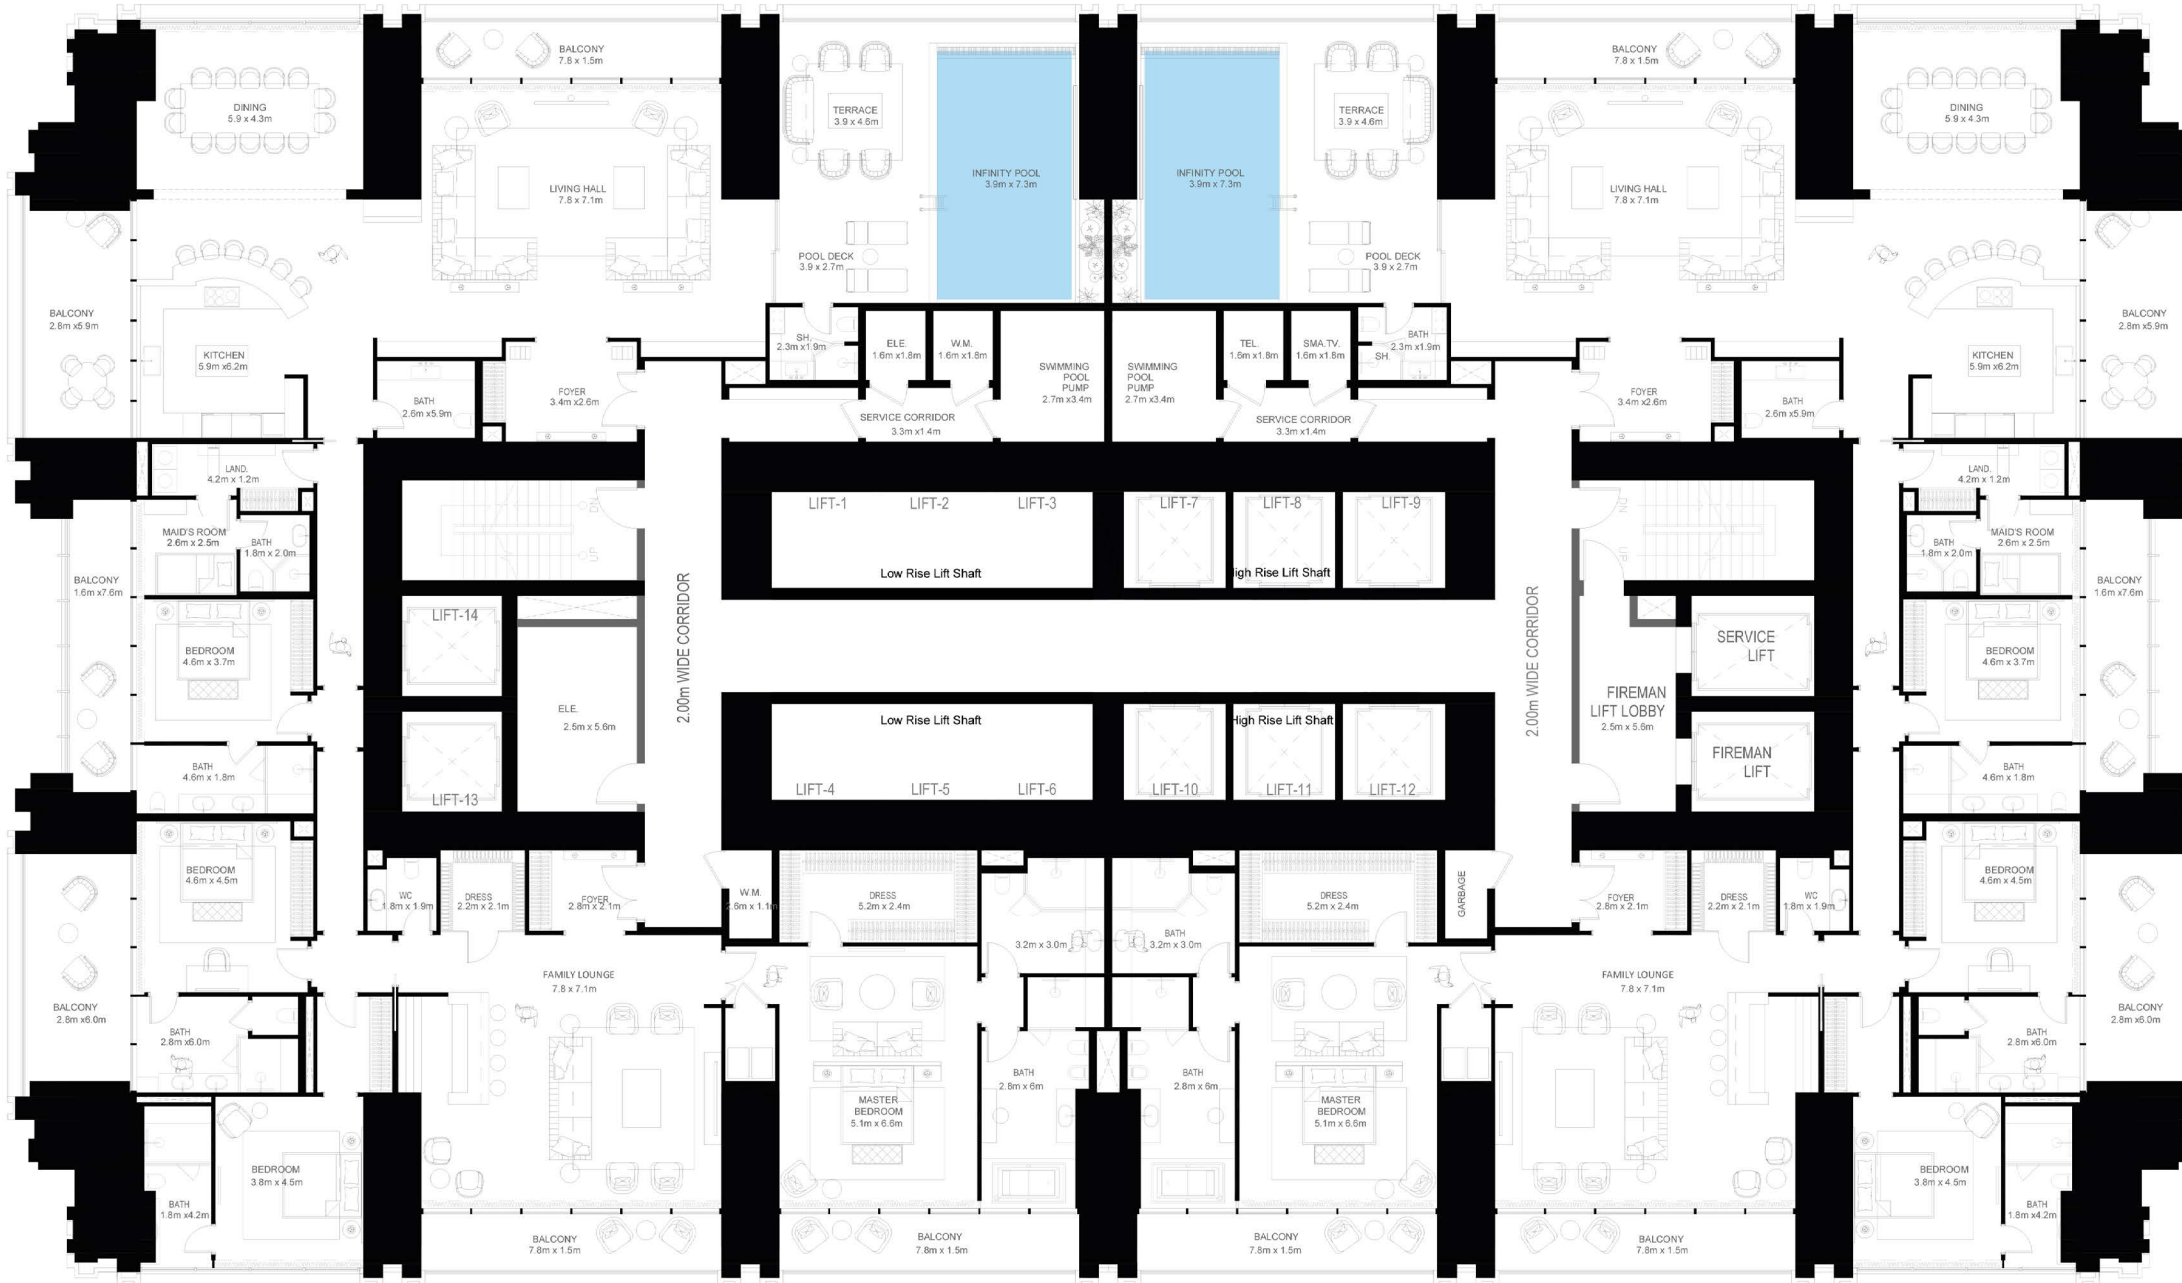 BALCONY
7.8 x 1.5m
BALCONY
7.8 x 1.5m
DINING
5.9 x 4.3m
TERRACE
3.9 x 4.6m
TERRACE
3.9 x 4.6m
DINING
5.9 x 4.3m
LIVING HALL
7.8 x 7.1m
INFINITY POOL
3.9m x 7.3m
INFINITY POOL
3.9m x 7.3m
LIVING HALL
7.8 x 7.1m
POOL DECK
3.9 x 2.7m
POOL DECK
3.9 x 2.7m
BALCONY
2.8m x5.9m
BALCONY
2.8m x5.9m
KITCHEN
5.9m x6.2m
SH.
2.3m x1.9m
ELE.
1.6m x1.8m
W.M.
1.6m x1.8m
SWIMMING
POOL
PUMP
2.7m x3.4m
SWIMMING
POOL
PUMP
2.7m x3.4m
TEL.
1.6m x1.8m
SMA.TV.
1.6m x1.8m
BATH
2.3m x1.9m
SH.
KITCHEN
5.9m x6.2m
BATH
2.6m x5.9m
FOYER
3.4m x2.6m
FOYER
3.4m x2.6m
BATH
2.6m x5.9m
SERVICE CORRIDOR
3.3m x1.4m
SERVICE CORRIDOR
3.3m x1.4m
LAND.
4.2m x 1.2m
LAND.
4.2m x 1.2m
DN
UP
LIFT-1
LIFT-2
LIFT-3
LIFT-7
LIFT-8
LIFT-9
DN
UP
MAID'S ROOM
2.6m x 2.5m
BATH
1.8m x 2.0m
MAID'S ROOM
2.6m x 2.5m
BATH
1.8m x 2.0m
Low Rise Lift Shaft
High Rise Lift Shaft
BALCONY
1.6m x7.6m
BALCONY
1.6m x7.6m
LIFT-14
2.00m WIDE CORRIDOR
2.00m WIDE CORRIDOR
SERVICE
LIFT
BEDROOM
4.6m x 3.7m
BEDROOM
4.6m x 3.7m
ELE.
2.5m x 5.6m
FIREMAN
LIFT LOBBY
2.5m x 5.6m
Low Rise Lift Shaft
High Rise Lift Shaft
FIREMAN
LIFT
BATH
4.6m x 1.8m
BATH
4.6m x 1.8m
LIFT-13
LIFT-4
LIFT-5
LIFT-6
LIFT-10
LIFT-11
LIFT-12
BEDROOM
4.6m x 4.5m
BEDROOM
4.6m x 4.5m
WC
1.8m x 1.9m
DRESS
2.2m x 2.1m
FOYER
2.8m x 2.1m
W.M.
2.6m x 1.1m
DRESS
5.2m x 2.4m
DRESS
5.2m x 2.4m
GARBAGE
FOYER
2.8m x 2.1m
DRESS
2.2m x 2.1m
WC
1.8m x 1.9m
3.2m x 3.0m
BATH
3.2m x 3.0m
FAMILY LOUNGE
7.8 x 7.1m
FAMILY LOUNGE
7.8 x 7.1m
BALCONY
2.8m x6.0m
BALCONY
2.8m x6.0m
BATH
2.8m x6.0m
BATH
2.8m x6.0m
BATH
2.8m x 6m
BATH
2.8m x 6m
MASTER
BEDROOM
5.1m x 6.6m
MASTER
BEDROOM
5.1m x 6.6m
BEDROOM
3.8m x 4.5m
BEDROOM
3.8m x 4.5m
BATH
1.8m x4.2m
BATH
1.8m x4.2m
BALCONY
7.8m x 1.5m
BALCONY
7.8m x 1.5m
BALCONY
7.8m x 1.5m
BALCONY
7.8m x 1.5m